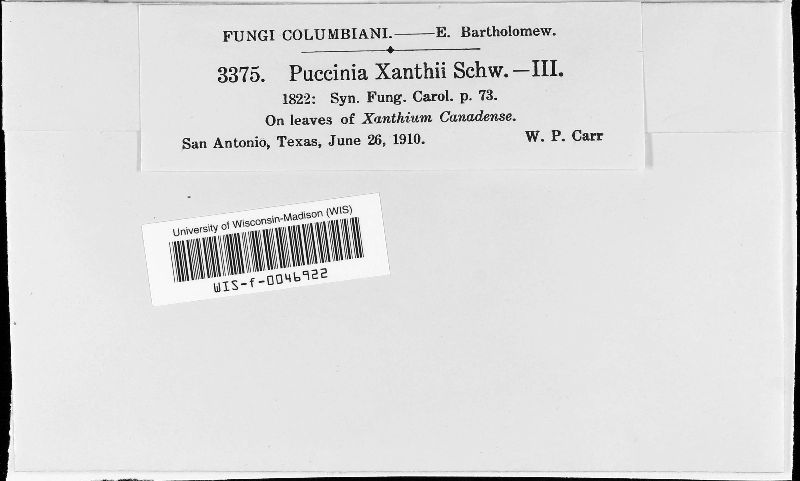 FUNGI COLUMBIANI.——E. Bartholomew.
3375. Puccinia Xanthii Schw.—III.
1822: Syn. Fung. Carol. p. 73.
On leaves of Xanthium Canadense.
San Antonio, Texas, June 26, 1910. W. P. Carr
University of Wisconsin-Madison (WIS)
WIS-f-0046922